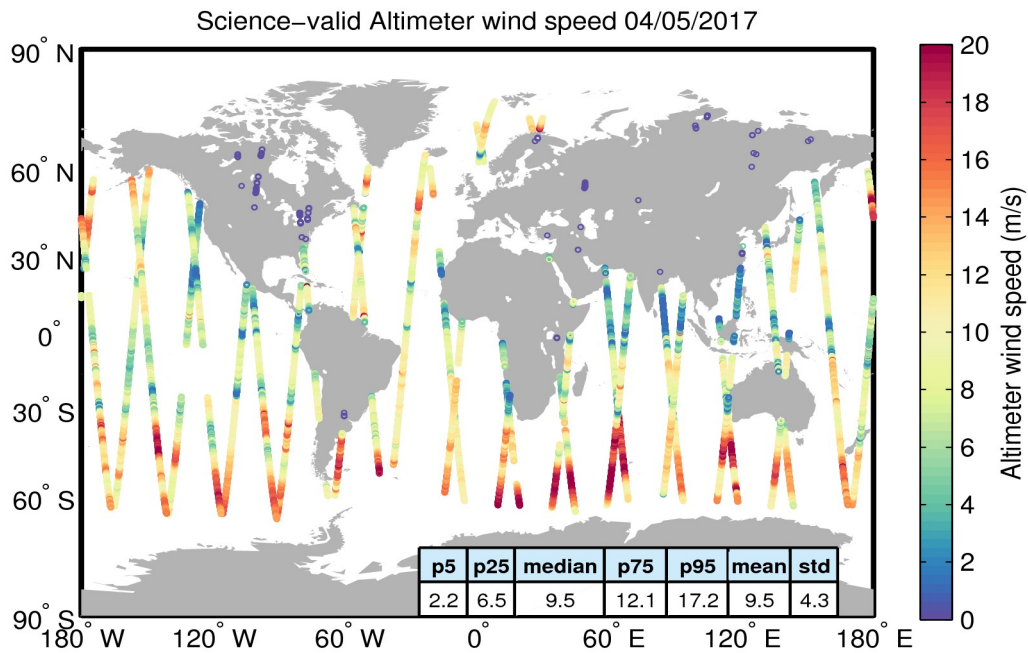 Science−valid Altimeter wind speed 04/05/2017
90° N
60° N
30° N
0°
30° S
60° S
90° S
180° W
120° W
60° W
0°
60° E
120° E
180° E
p5 p25 median p75 p95 mean std
2.2 6.5 9.5 12.1 17.2 9.5 4.3
20
18
16
14
12
10
8
6
4
2
0
Altimeter wind speed (m/s)